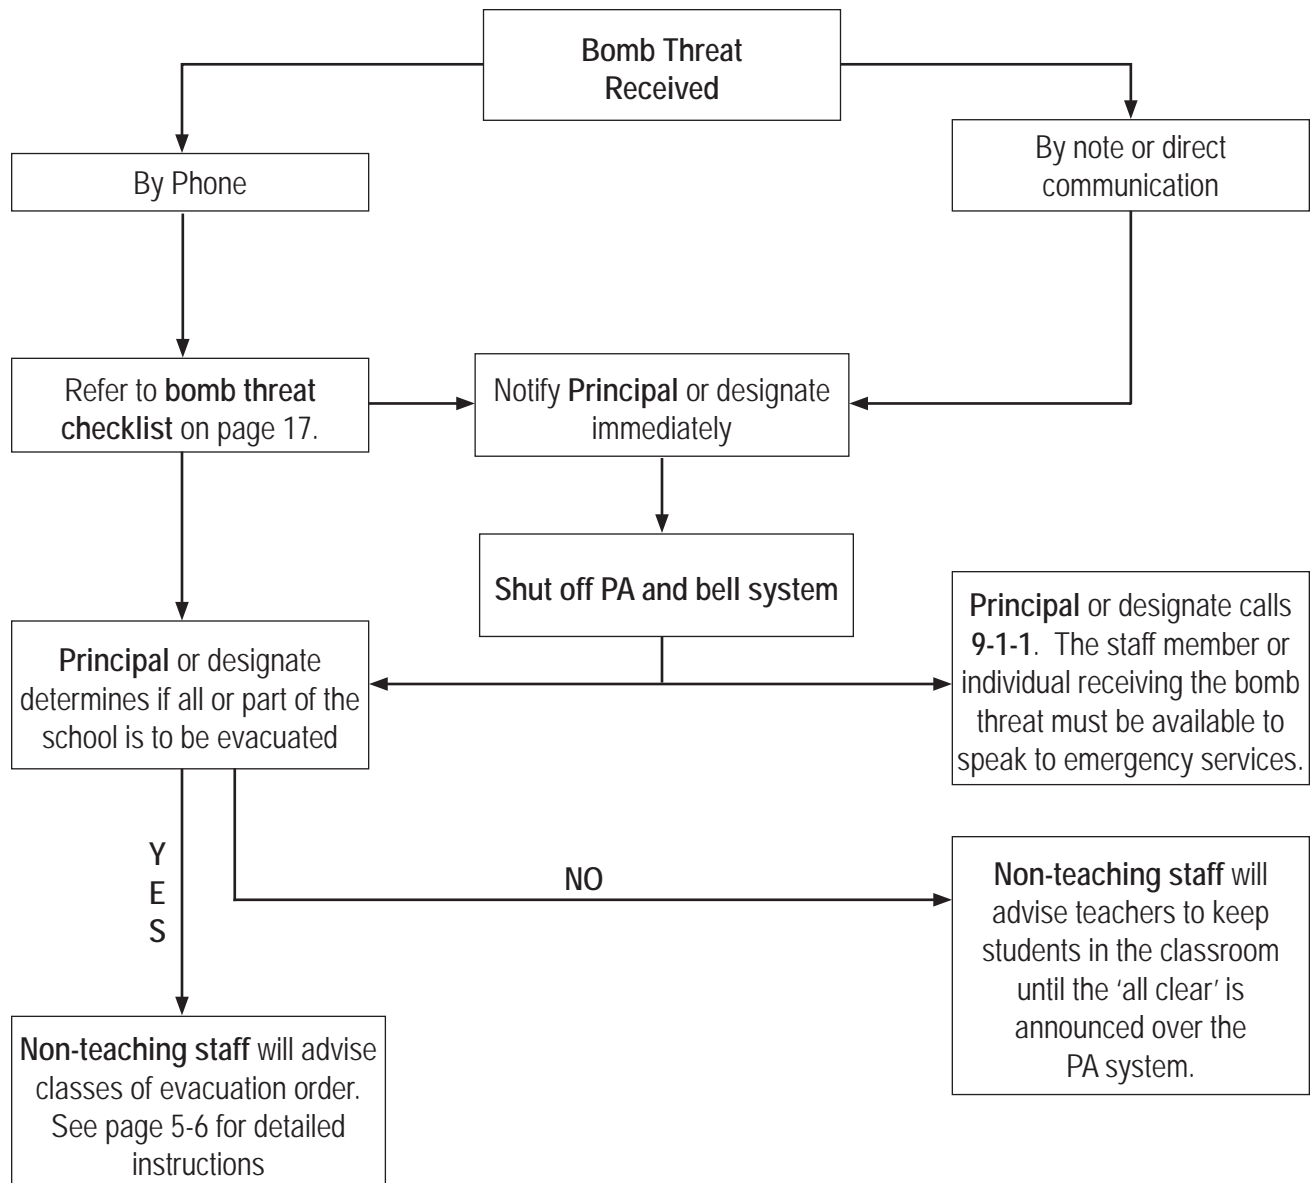 Bomb Threat
Received
By Phone
By note or direct
communication
Refer to bomb threat
checklist on page 17.
Notify Principal or designate
immediately
Shut off PA and bell system
Principal or designate
determines if all or part of the
school is to be evacuated
Principal or designate calls
9-1-1. The staff member or
individual receiving the bomb
threat must be available to
speak to emergency services.
Y
E
S
NO
Non-teaching staff will
advise teachers to keep
students in the classroom
until the ‘all clear’ is
announced over the
PA system.
Non-teaching staff will advise
classes of evacuation order.
See page 5-6 for detailed
instructions